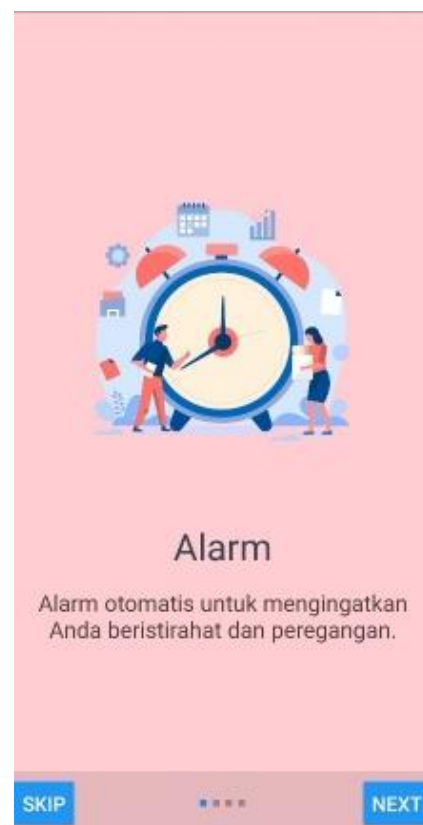 Alarm
Alarm otomatis untuk mengingatkan
Anda beristirahat dan peregangan.
SKIP
NEXT